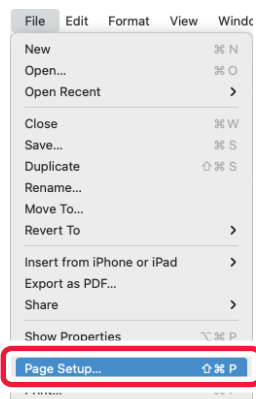 File Edit Format View Windo
New ⌘ N
Open... ⌘ O
Open Recent >
Close ⌘ W
Save... ⌘ S
Duplicate ⇧ ⌘ S
Rename...
Move To...
Revert To >
Insert from iPhone or iPad >
Export as PDF...
Share >
Show Properties ⌥ ⌘ P
Page Setup... ⇧ ⌘ P